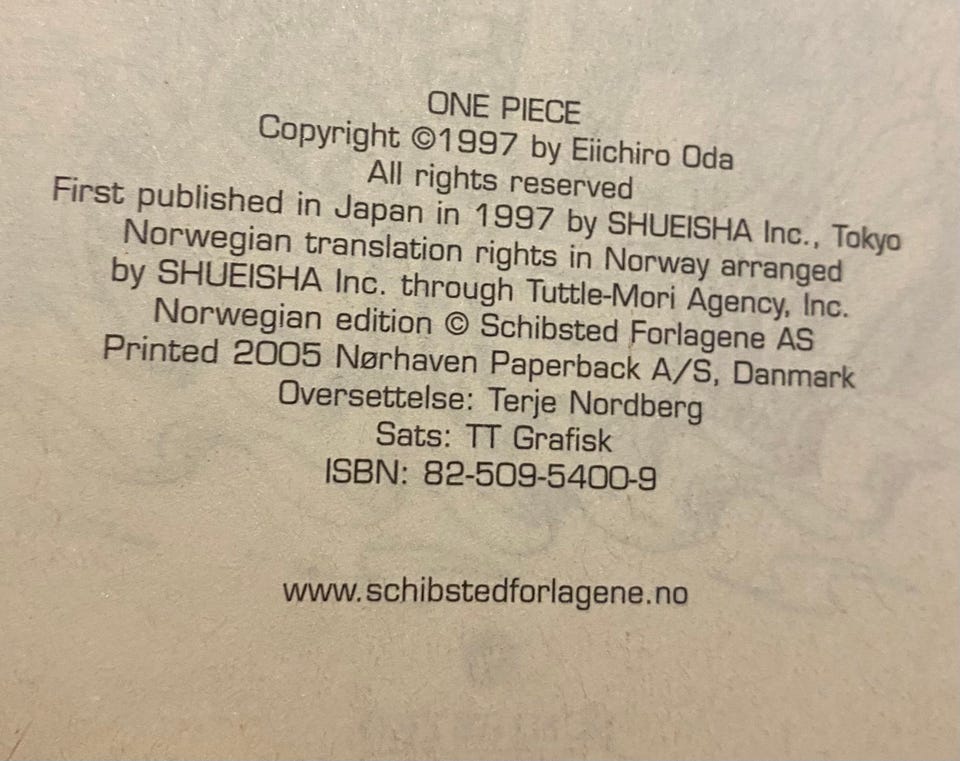 ONE PIECE
Copyright ©1997 by Eiichiro Oda
All rights reserved
First published in Japan in 1997 by SHUEISHA Inc., Tokyo
Norwegian translation rights in Norway arranged
by SHUEISHA Inc. through Tuttle-Mori Agency, Inc.
Norwegian edition © Schibsted Forlagene AS
Printed 2005 Nørhaven Paperback A/S, Danmark
Oversettelse: Terje Nordberg
Sats: TT Grafisk
ISBN: 82-509-5400-9
www.schibstedforlagene.no